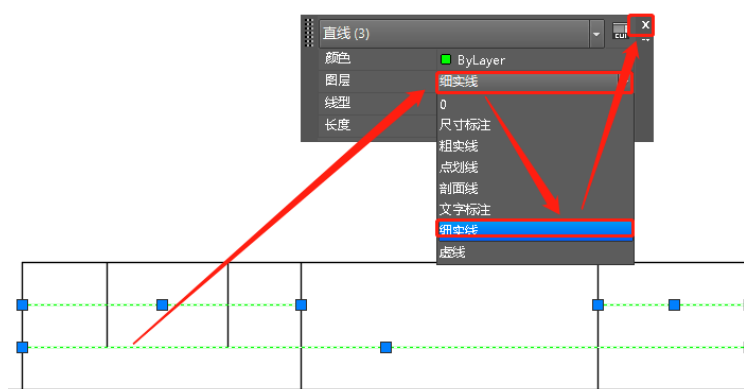 直线 (3)
CUI
颜色
ByLayer
图层
细实线
线型
长度
0
尺寸标注
粗实线
点划线
剖面线
文字标注
细实线
虚线